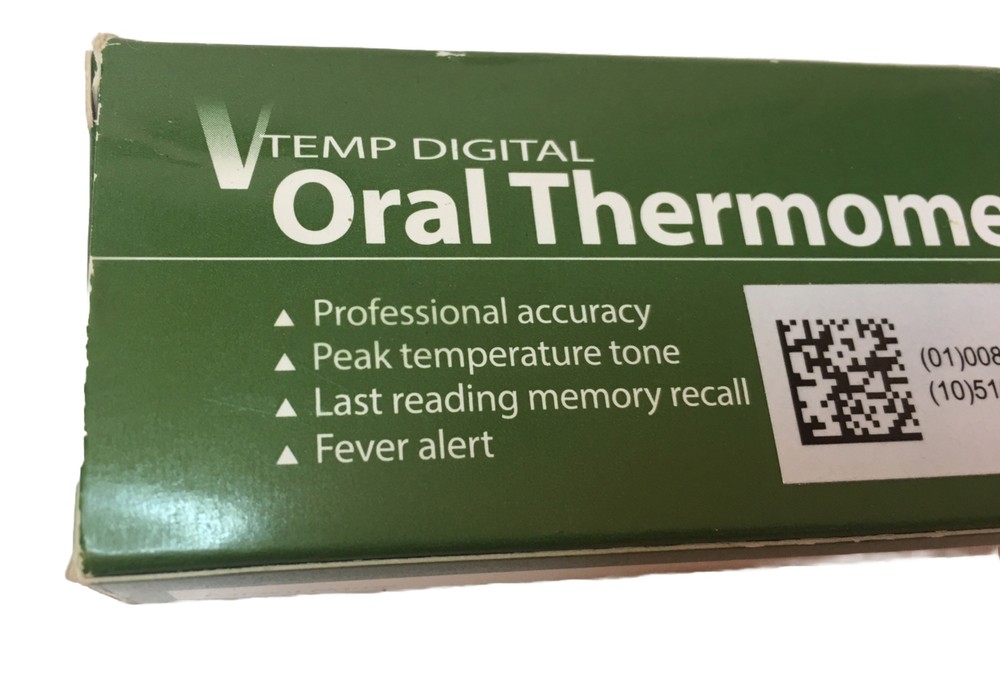 VTEMP DIGITAL
Oral Thermome
▲ Professional accuracy
▲ Peak temperature tone
▲ Last reading memory recall
▲ Fever alert
(01)008
(10)51